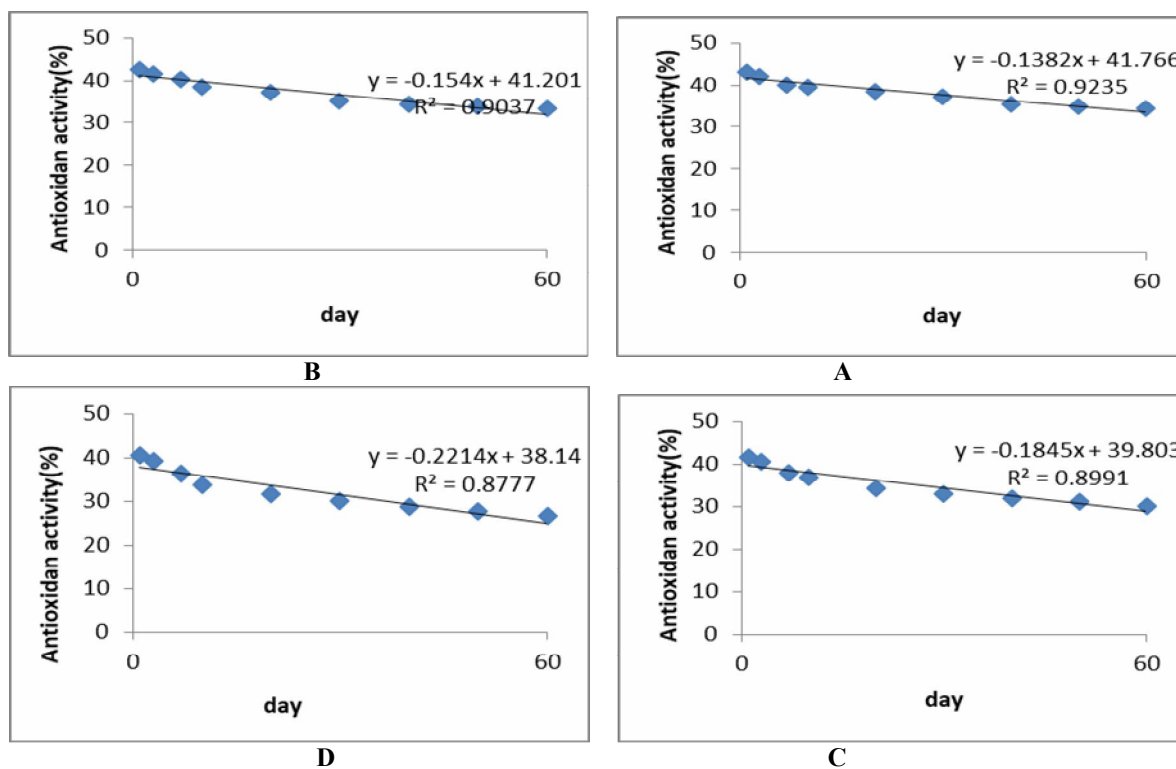 50
40
30
20
10
0
Antioxidan activity(%)
y = -0.154x + 41.201
R² = 0.9037
0
60
day
B
50
40
30
20
10
0
Antioxidan activity(%)
y = -0.1382x + 41.766
R² = 0.9235
0
60
day
A
50
40
30
20
10
0
Antioxidan activity(%)
y = -0.2214x + 38.14
R² = 0.8777
0
60
day
D
50
40
30
20
10
0
Antioxidan activity(%)
y = -0.1845x + 39.803
R² = 0.8991
0
60
day
C